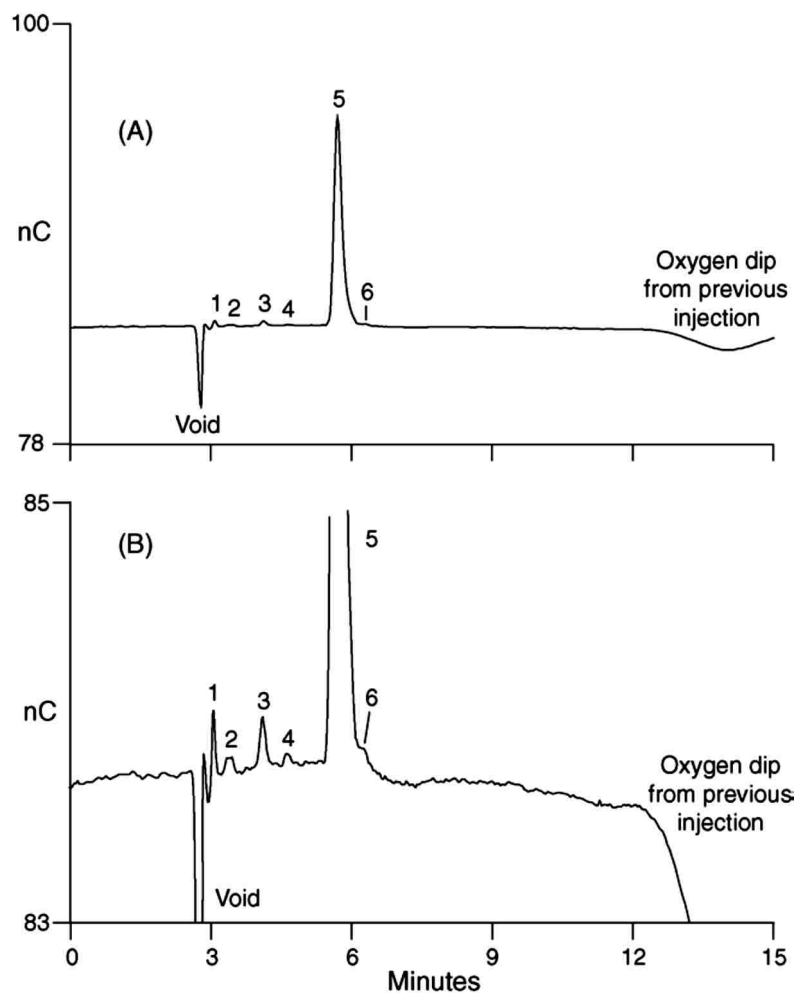 100
(A)
5
nC
1
2
3
4
6
Oxygen dip
from previous
injection
Void
78
85
(B)
5
nC
1
2
3
4
6
Oxygen dip
from previous
injection
Void
83
0
3
6
9
12
15
Minutes